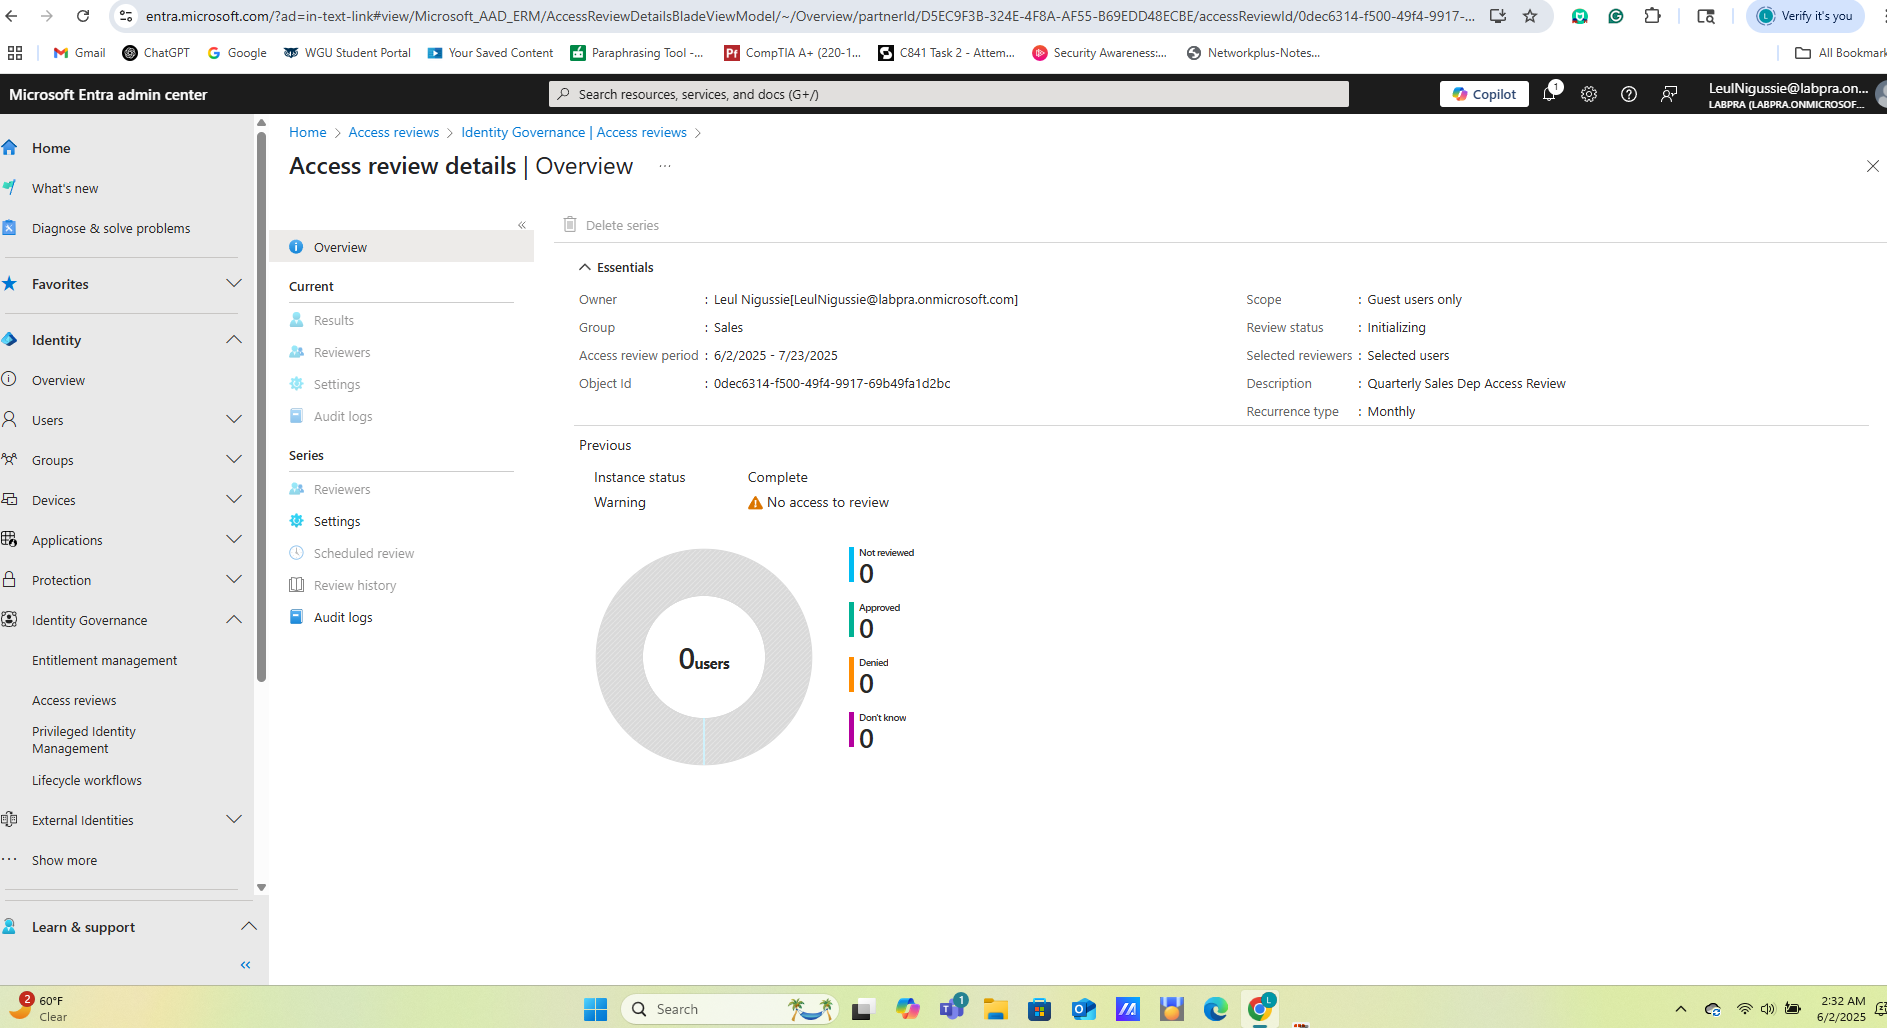 entra.microsoft.com/?ad=in-text-link#view/Microsoft_AAD_ERM/AccessReviewDetailsBladeViewModel/~/Overview/partnerId/D5EC9F3B-324E-4F8A-AF55-B69EDD48ECBE/accessReviewId/0dec6314-f500-49f4-9917-...
Verify it's you
Gmail
ChatGPT
Google
WGU Student Portal
Your Saved Content
Paraphrasing Tool -...
CompTIA A+ (220-1...
C841 Task 2 - Attem...
Security Awareness:...
Networkplus-Notes...
All Bookmark
Microsoft Entra admin center
Search resources, services, and docs (G+/)
Copilot
1
LeulNigussie@labpra.on...
LABPRA (LABPRA.ONMICROSOF...
Home
What's new
Diagnose & solve problems
Favorites
Identity
Overview
Users
Groups
Devices
Applications
Protection
Identity Governance
Entitlement management
Access reviews
Privileged Identity
Management
Lifecycle workflows
External Identities
Show more
Learn & support
Home > Access reviews > Identity Governance | Access reviews >
Access review details | Overview ...
Overview
Current
Results
Reviewers
Settings
Audit logs
Series
Reviewers
Settings
Scheduled review
Review history
Audit logs
Delete series
Essentials
Owner : Leul Nigussie[LeulNigussie@labpra.onmicrosoft.com]
Group : Sales
Access review period : 6/2/2025 - 7/23/2025
Object Id : 0dec6314-f500-49f4-9917-69b49fa1d2bc
Scope : Guest users only
Review status : Initializing
Selected reviewers : Selected users
Description : Quarterly Sales Dep Access Review
Recurrence type : Monthly
Previous
Instance status Complete
Warning No access to review
0users
Not reviewed
0
Approved
0
Denied
0
Don't know
0
2
60°F
Clear
Search
1
L
2:32 AM
6/2/2025